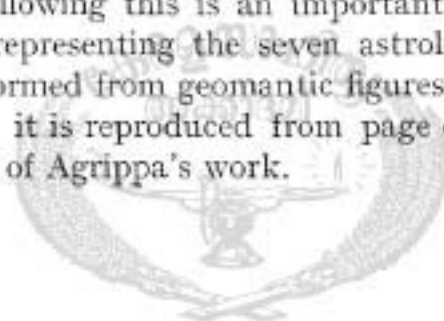 llowing this is an important
representing the seven astrol
ormed from geomantic figures
it is reproduced from page
of Agrippa's work.